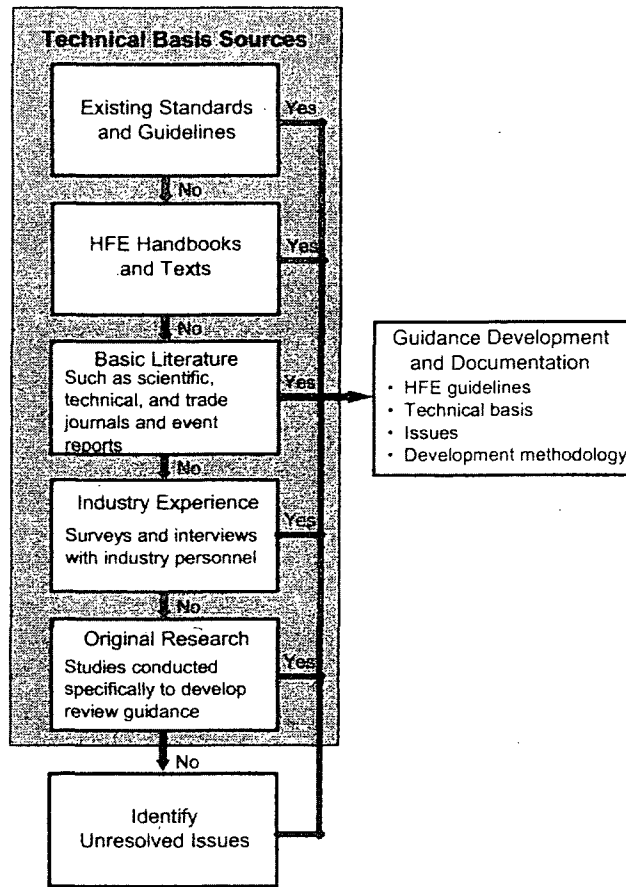 Technical Basis Sources
Existing Standards
and Guidelines
Yes
No
HFE Handbooks
and Texts
Yes
No
Basic Literature
Such as scientific,
technical, and trade
journals and event
reports
Yes
No
Industry Experience
Surveys and interviews
with industry personnel
Yes
No
Original Research
Studies conducted
specifically to develop
review guidance
Yes
No
Identify
Unresolved Issues
Guidance Development
and Documentation
· HFE guidelines
· Technical basis
· Issues
· Development methodology